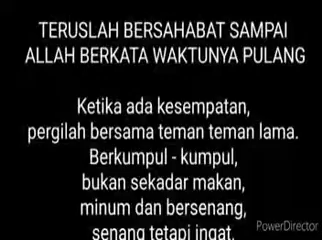 TERUSLAH BERSAHABAT SAMPAI
ALLAH BERKATA WAKTUNYA PULANG
Ketika ada kesempatan,
pergilah bersama teman teman lama.
Berkumpul - kumpul,
bukan sekadar makan,
minum dan bersenang,
senang tetapi ingat,
PowerDirector